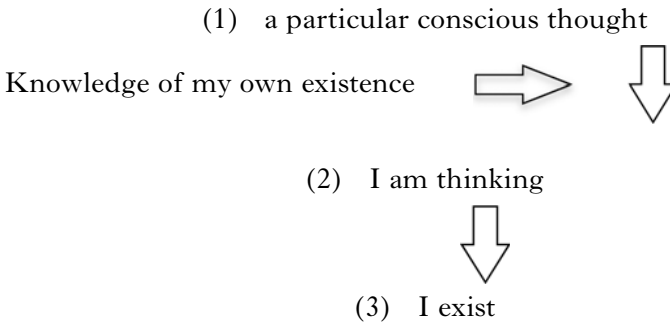 (1) a particular conscious thought
Knowledge of my own existence
(2) I am thinking
(3) I exist